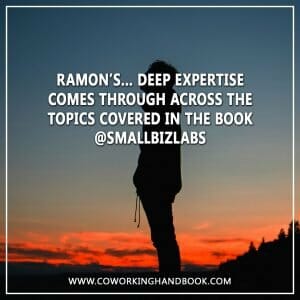 RAMON'S... DEEP EXPERTISE
COMES THROUGH ACROSS THE
TOPICS COVERED IN THE BOOK
@SMALLBIZLABS
WWW.COWORKINGHANDBOOK.COM